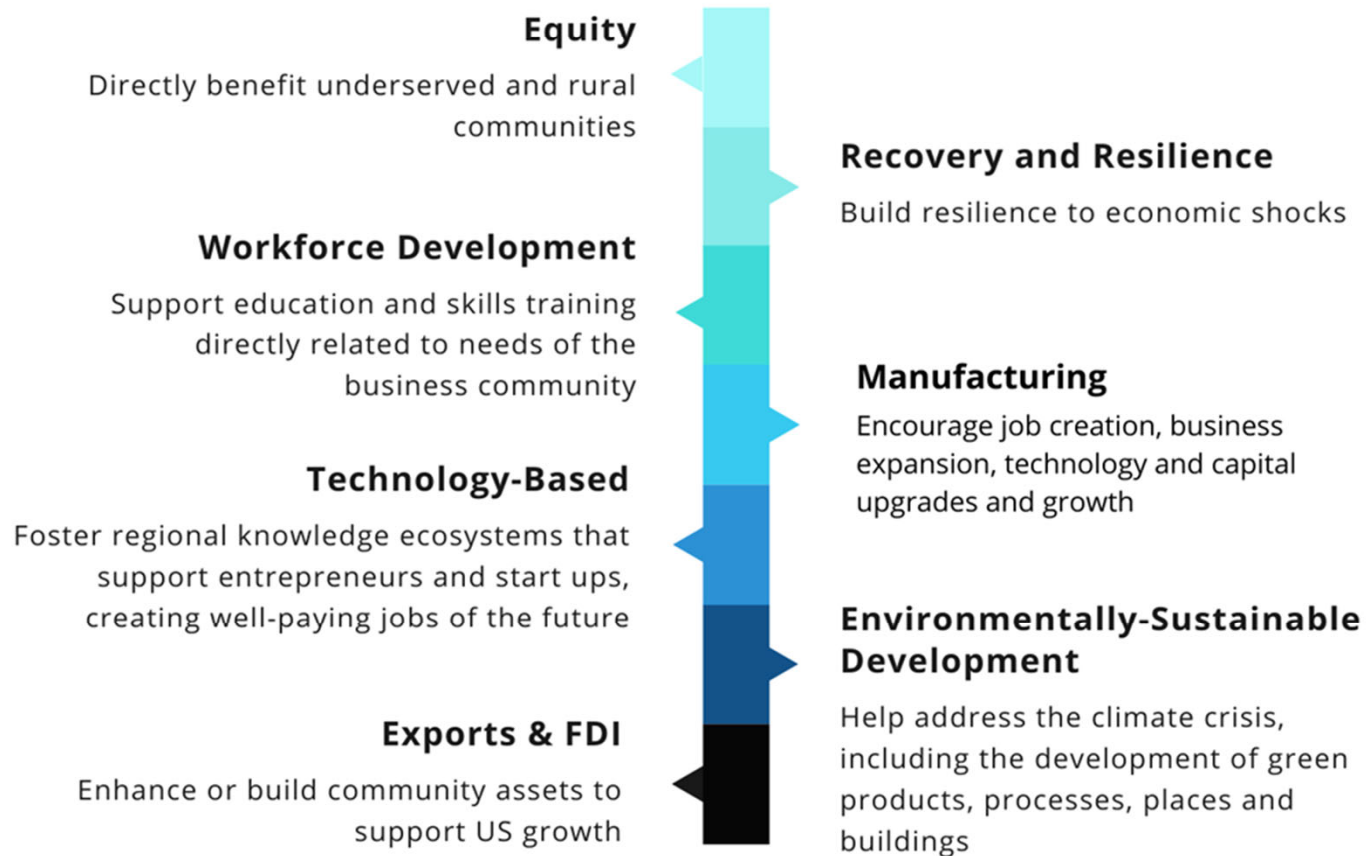 Equity
Directly benefit underserved and rural
communities
Recovery and Resilience
Build resilience to economic shocks
Workforce Development
Support education and skills training
directly related to needs of the
business community
Manufacturing
Encourage job creation, business
expansion, technology and capital
upgrades and growth
Technology-Based
Foster regional knowledge ecosystems that
support entrepreneurs and start ups,
creating well-paying jobs of the future
Environmentally-Sustainable
Development
Help address the climate crisis,
including the development of green
products, processes, places and
buildings
Exports & FDI
Enhance or build community assets to
support US growth